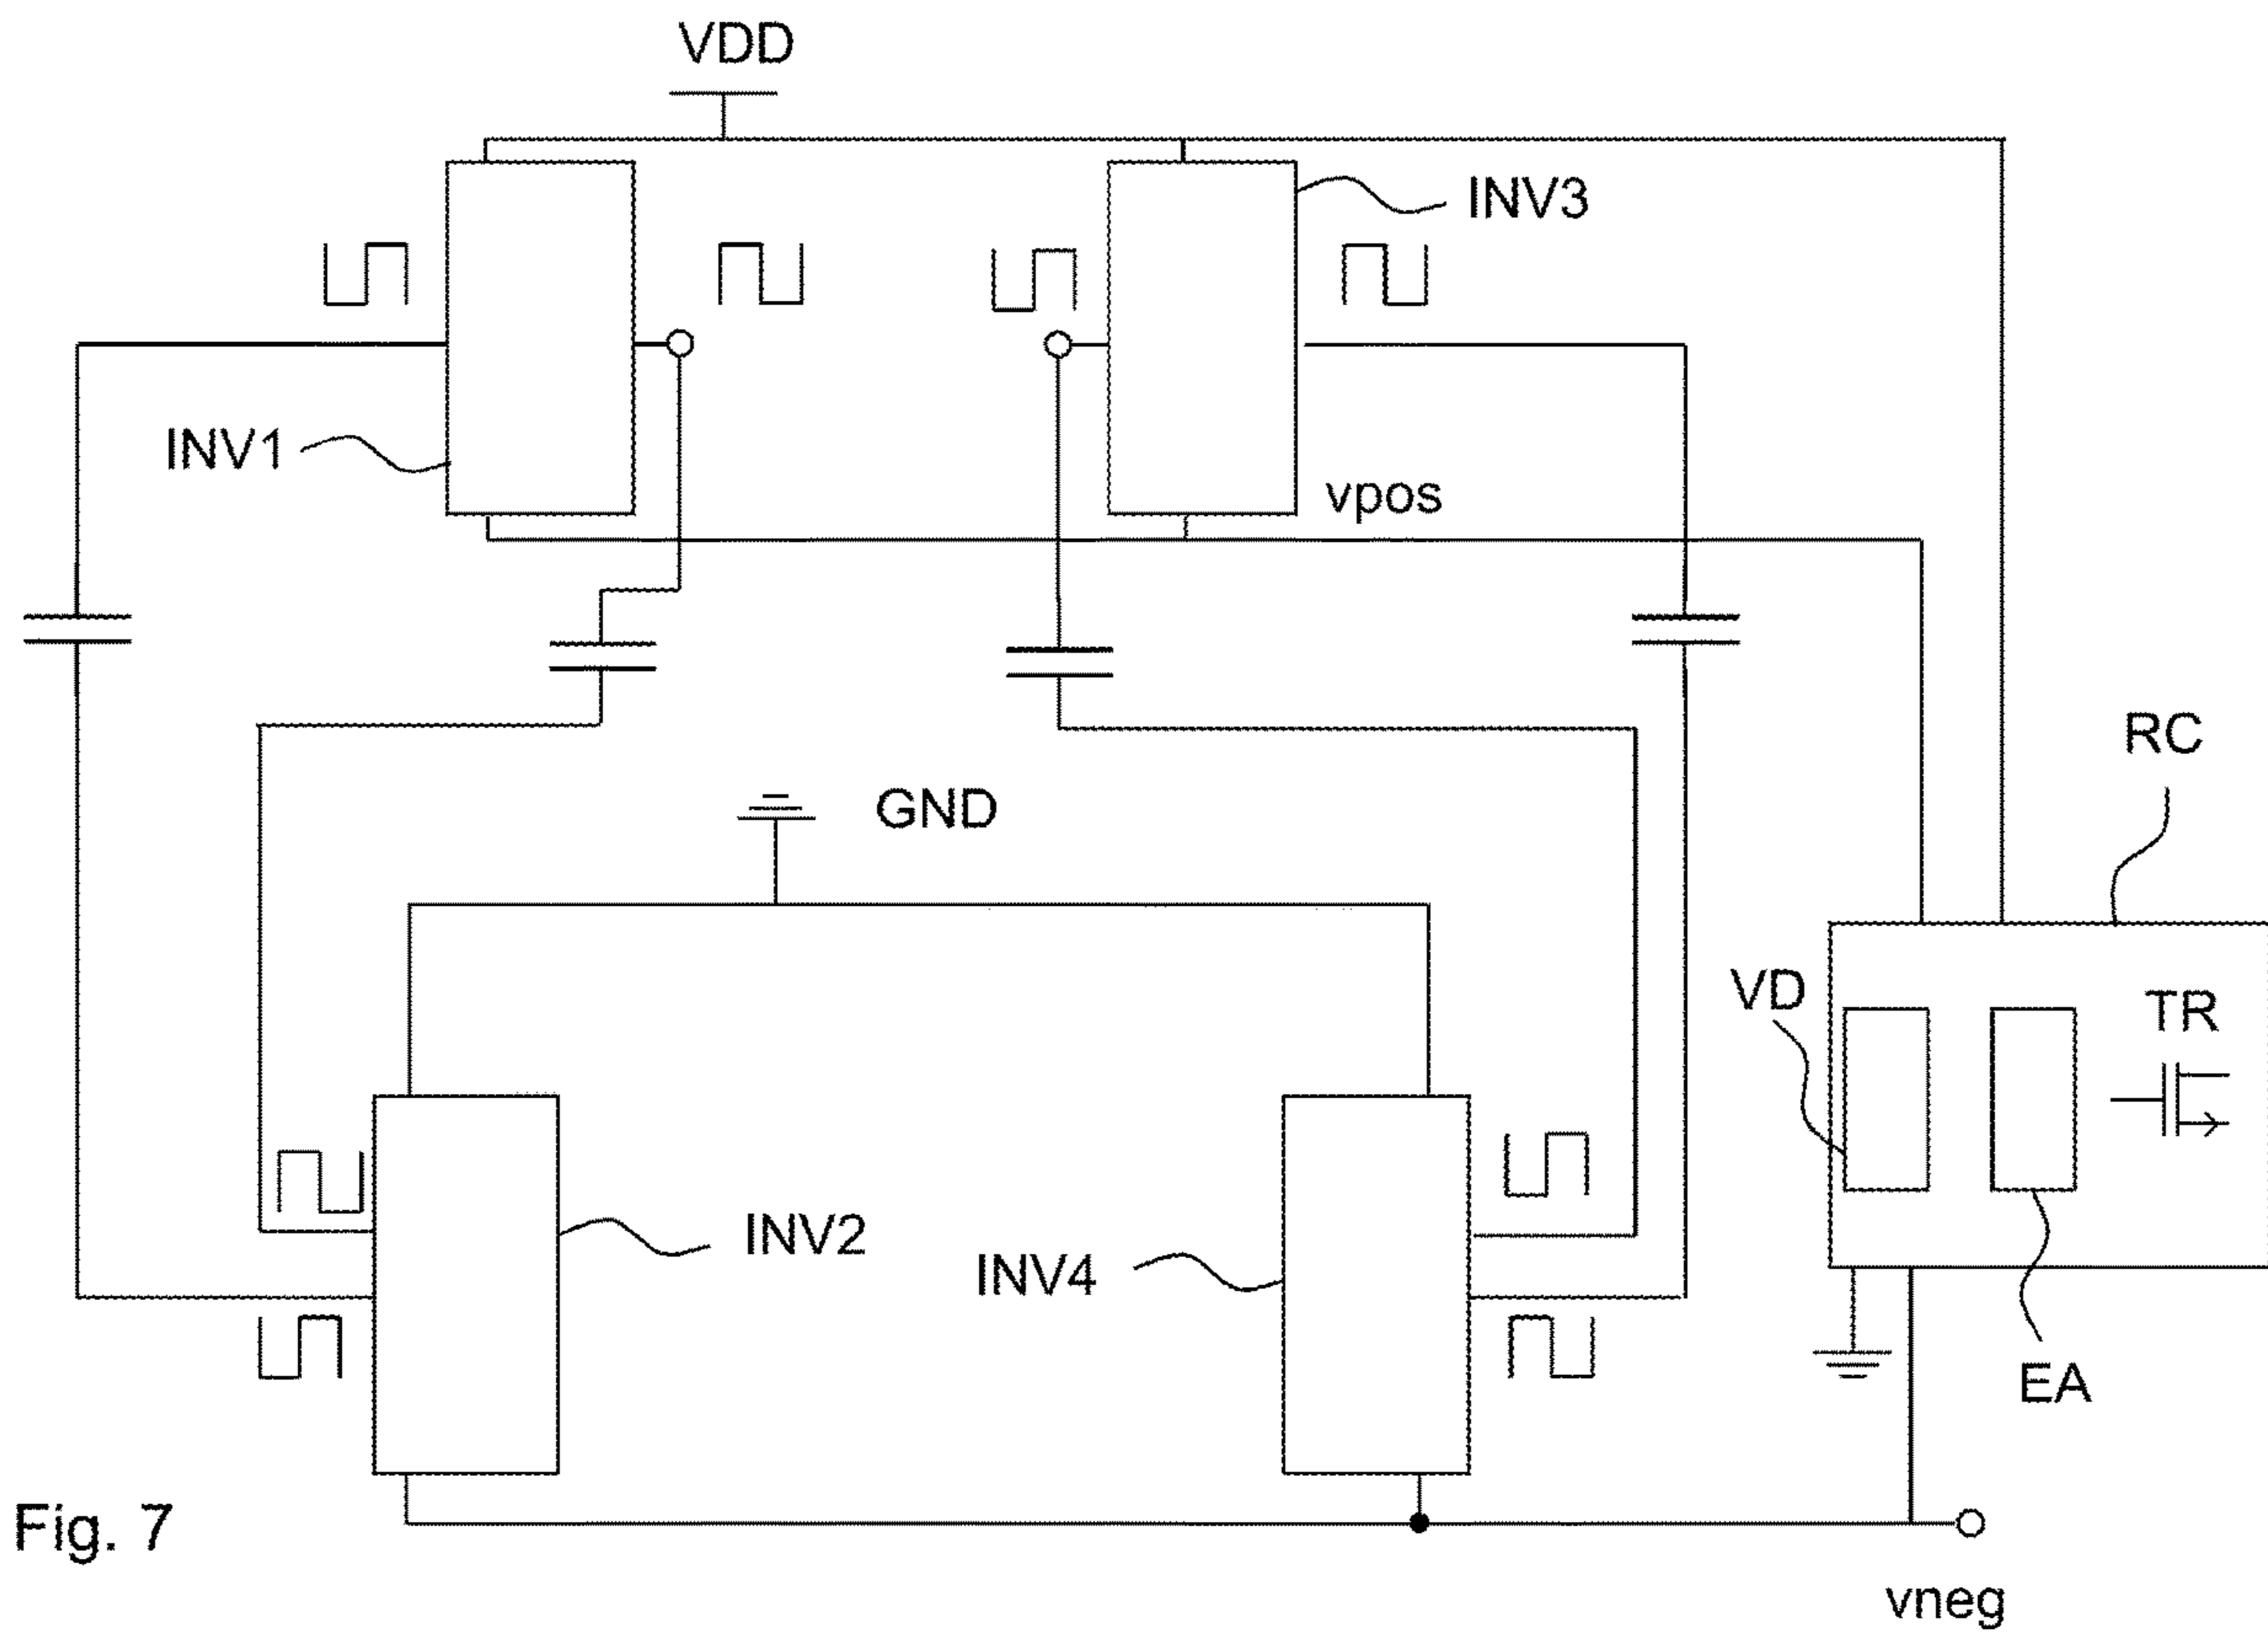 VDD
INV3
INV1
vpos
RC
GND
VD
TR
INV2
INV4
EA
Fig. 7
vneg